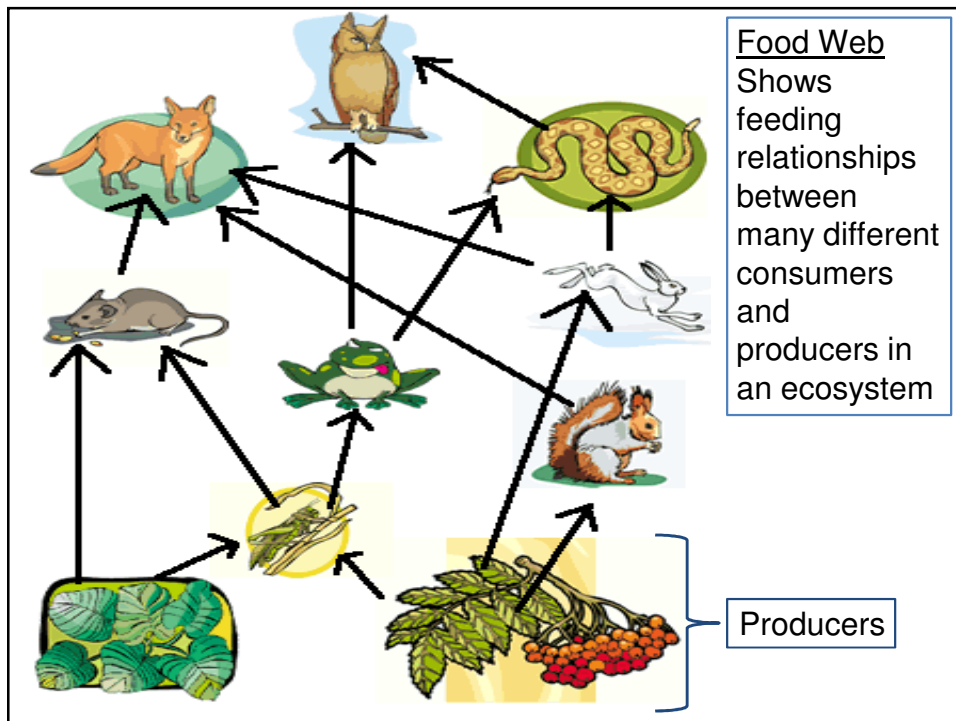 Food Web
Shows
feeding
relationships
between
many different
consumers
and
producers in
an ecosystem
Producers